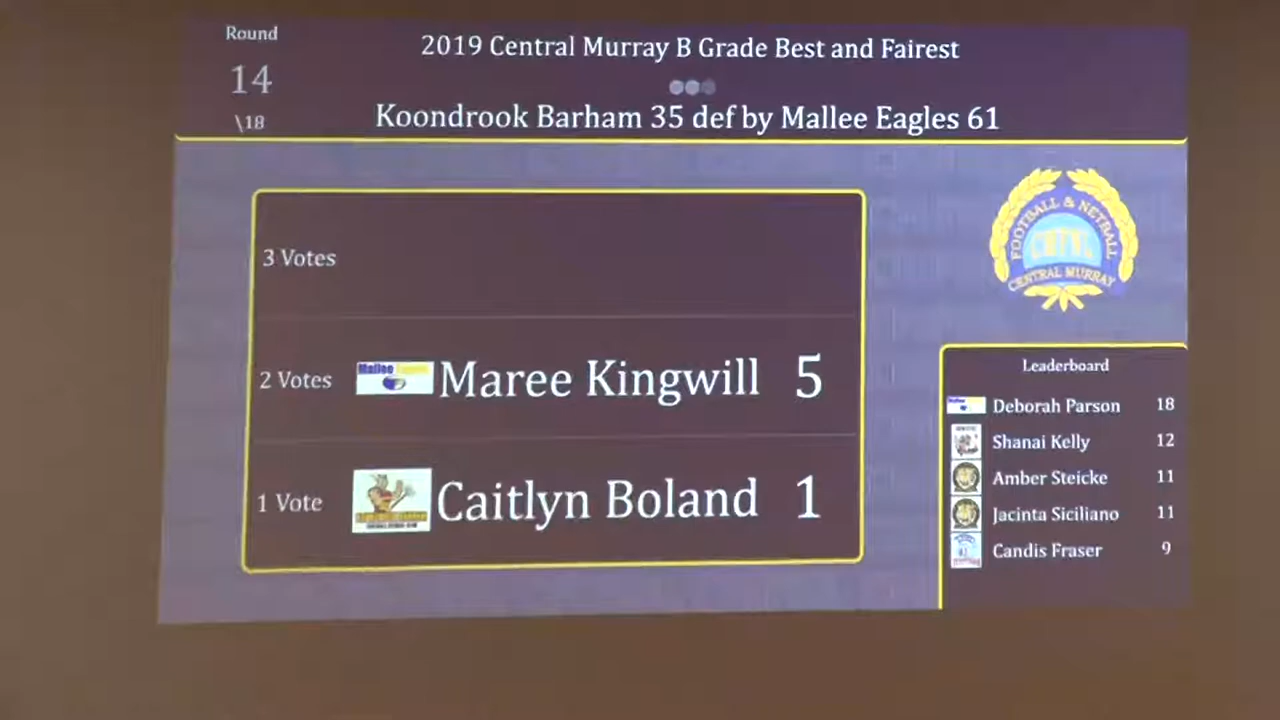 Round
14
\18
2019 Central Murray B Grade Best and Fairest
Koondrook Barham 35 def by Mallee Eagles 61
FOOTBALL & NETBALL
CENTRAL MURRAY
3 Votes
2 Votes
Mallee
Maree Kingwill 5
1 Vote
Caitlyn Boland 1
Leaderboard
Deborah Parson 18
Shanai Kelly 12
Amber Steicke 11
Jacinta Siciliano 11
Candis Fraser 9